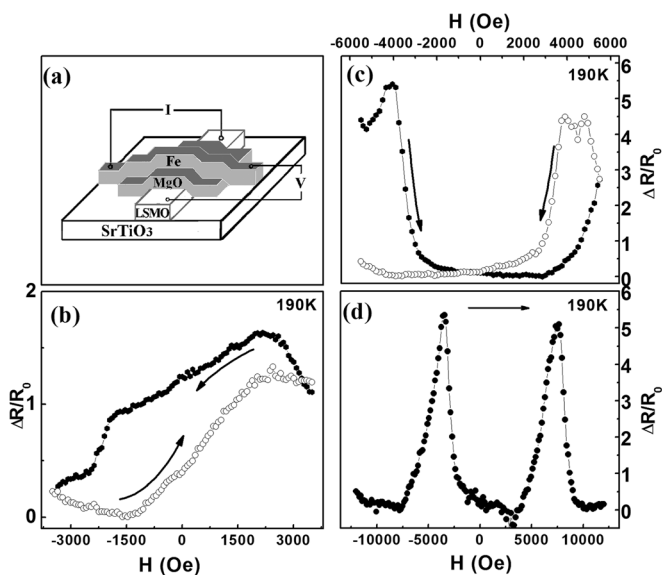 H (Oe)
-6000 -4000 -2000 0 2000 4000 6000
(a)
I
Fe
V
MgO
LSMO
SrTiO3
(c)
190K
6
5
4
3
2
1
0
Δ R/R0
2
1
0
ΔR/R0
(b)
190K
-3000 -1500 0 1500 3000
H (Oe)
(d)
190K
6
5
4
3
2
1
0
Δ R/R0
-10000 -5000 0 5000 10000
H (Oe)